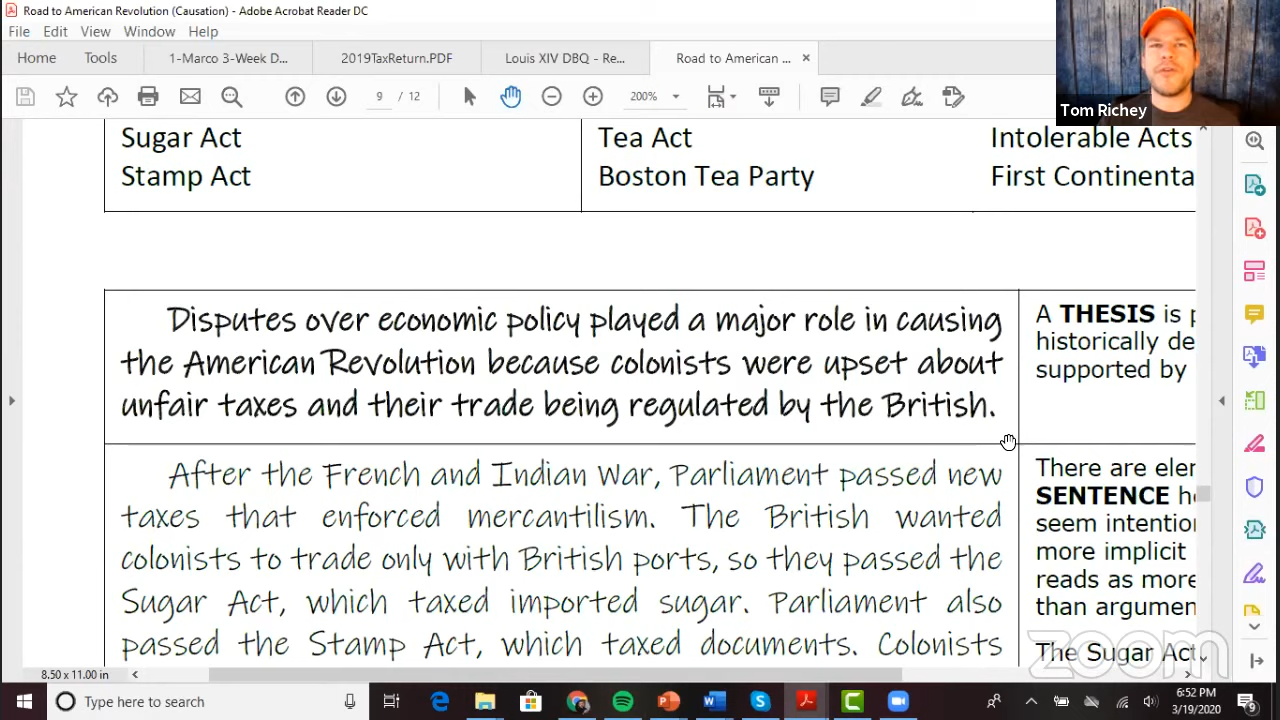 Road to American Revolution (Causation) - Adobe Acrobat Reader DC
File Edit View Window Help
Home Tools 1-Marco 3-Week D... 2019TaxReturn.PDF Louis XIV DBQ - Re... Road to American ... ×
9 / 12 200%
Tom Richey
Sugar Act Tea Act Intolerable Acts
Stamp Act Boston Tea Party First Continenta
Disputes over economic policy played a major role in causing
the American Revolution because colonists were upset about
unfair taxes and their trade being regulated by the British.
A THESIS is p
historically de
supported by
After the French and Indian War, Parliament passed new
taxes that enforced mercantilism. The British wanted
colonists to trade only with British ports, so they passed the
Sugar Act, which taxed imported sugar. Parliament also
passed the Stamp Act, which taxed documents. Colonists
There are eler
SENTENCE he
seem intention
more implicit
reads as more
than argumen
The Sugar Act,
zoom
8.50 x 11.00 in
Type here to search
6:52 PM
3/19/2020
9